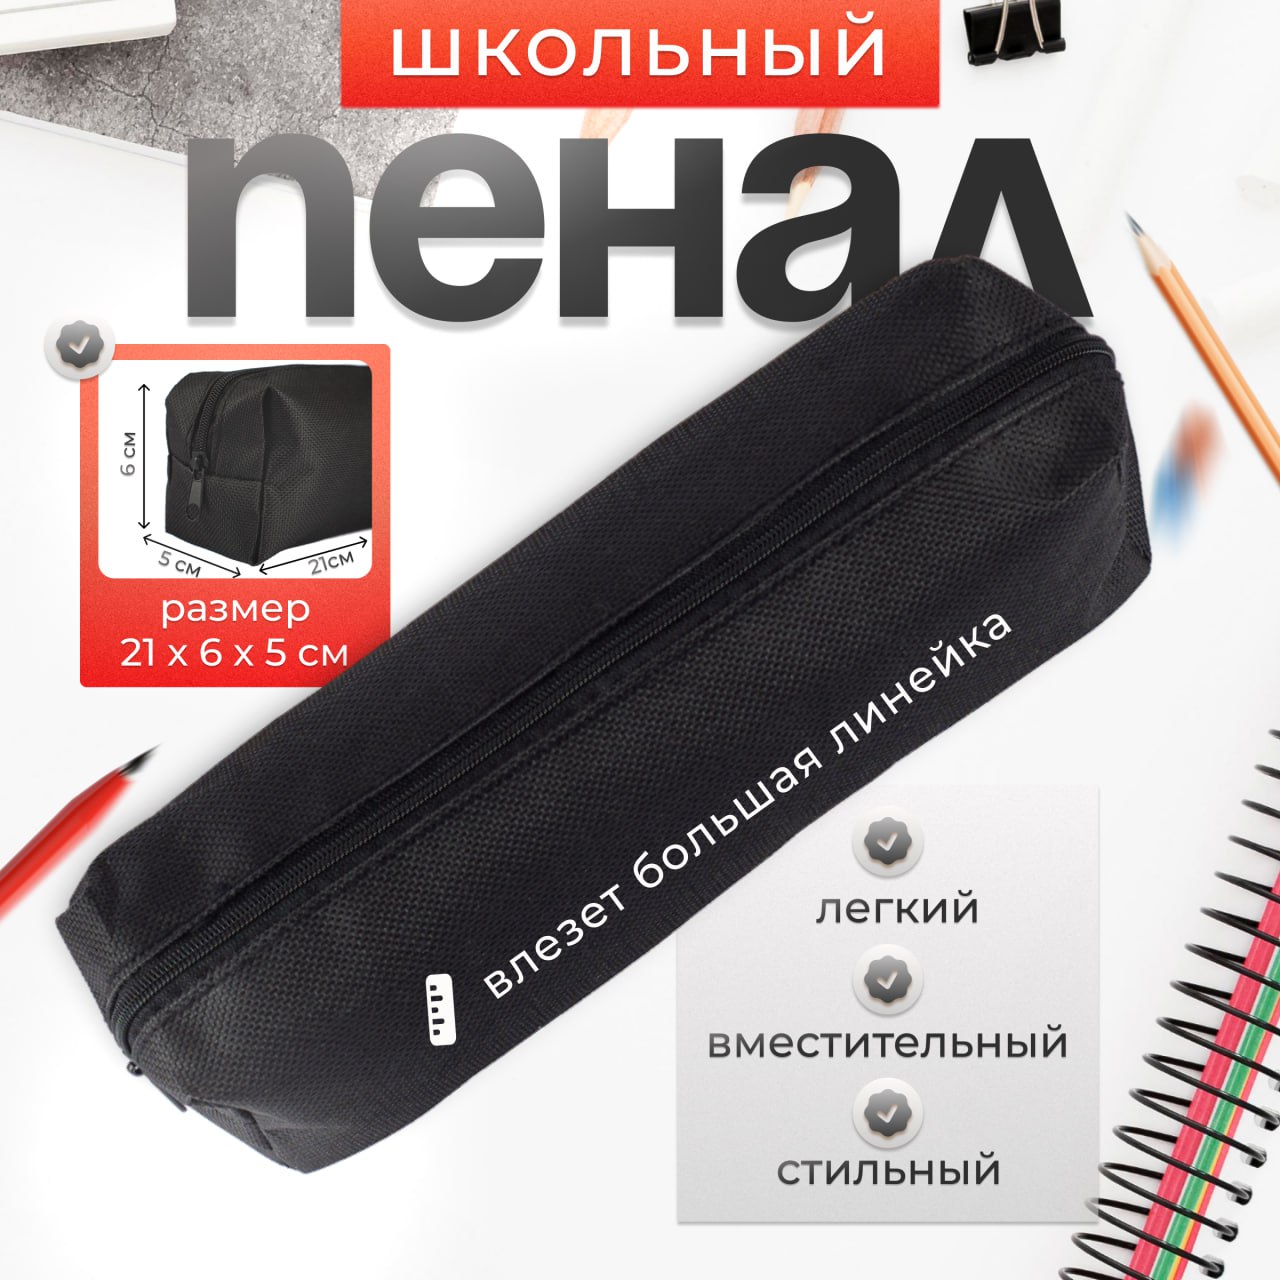 школьный
пенал
6 см
5 см
21см
размер
21 x 6 x 5 см
влезет большая линейка
легкий
вместительный
стильный